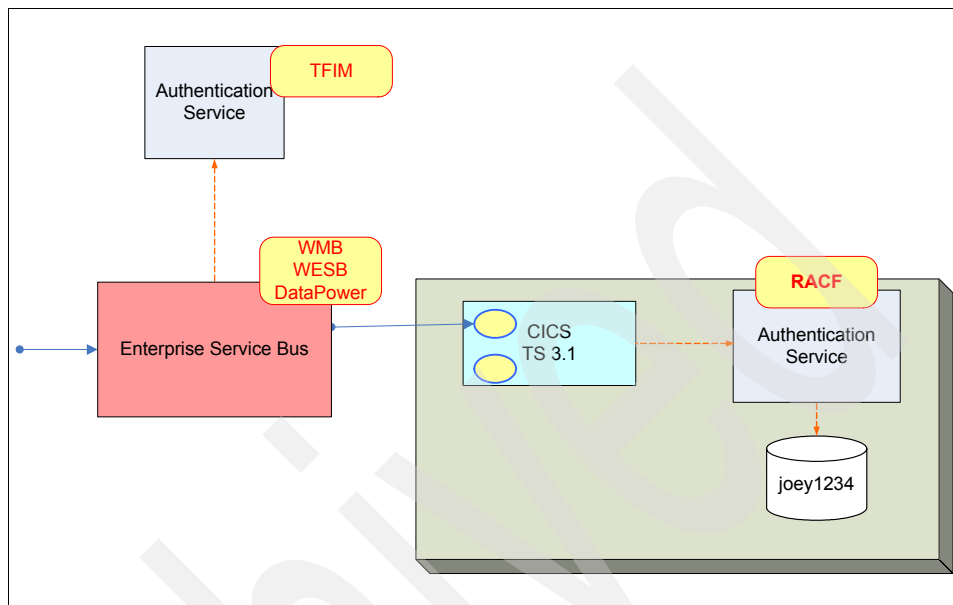 TFIM
Authentication
Service
WMB
WESB
DataPower
Enterprise Service Bus
CICS
TS 3.1
RACF
Authentication
Service
joey1234